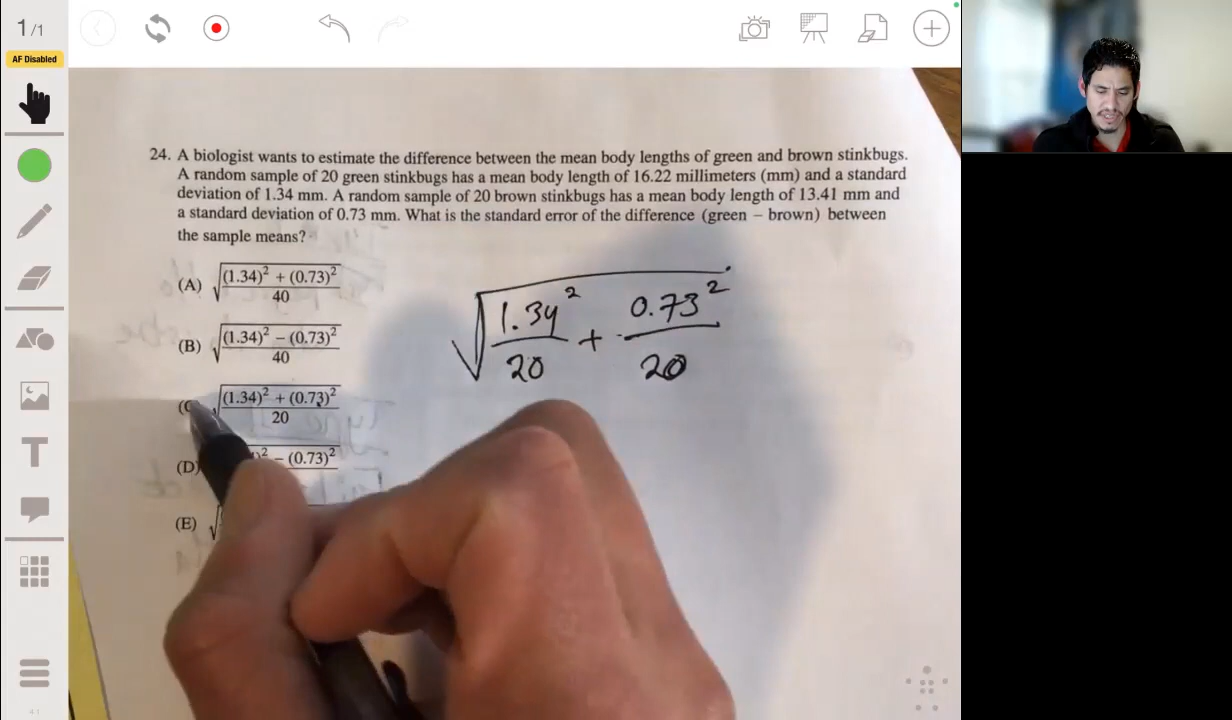 1/1
AF Disabled
24. A biologist wants to estimate the difference between the mean body lengths of green and brown stinkbugs.
A random sample of 20 green stinkbugs has a mean body length of 16.22 millimeters (mm) and a standard
deviation of 1.34 mm. A random sample of 20 brown stinkbugs has a mean body length of 13.41 mm and
a standard deviation of 0.73 mm. What is the standard error of the difference (green − brown) between
the sample means?
(A) √((1.34)² + (0.73)²
40
(B) √((1.34)² − (0.73)²
40
√((1.34)² + (0.73)²
20
(D) ² − (0.73)²
(E) √
√ 1.34² + 0.73²
20 20
T